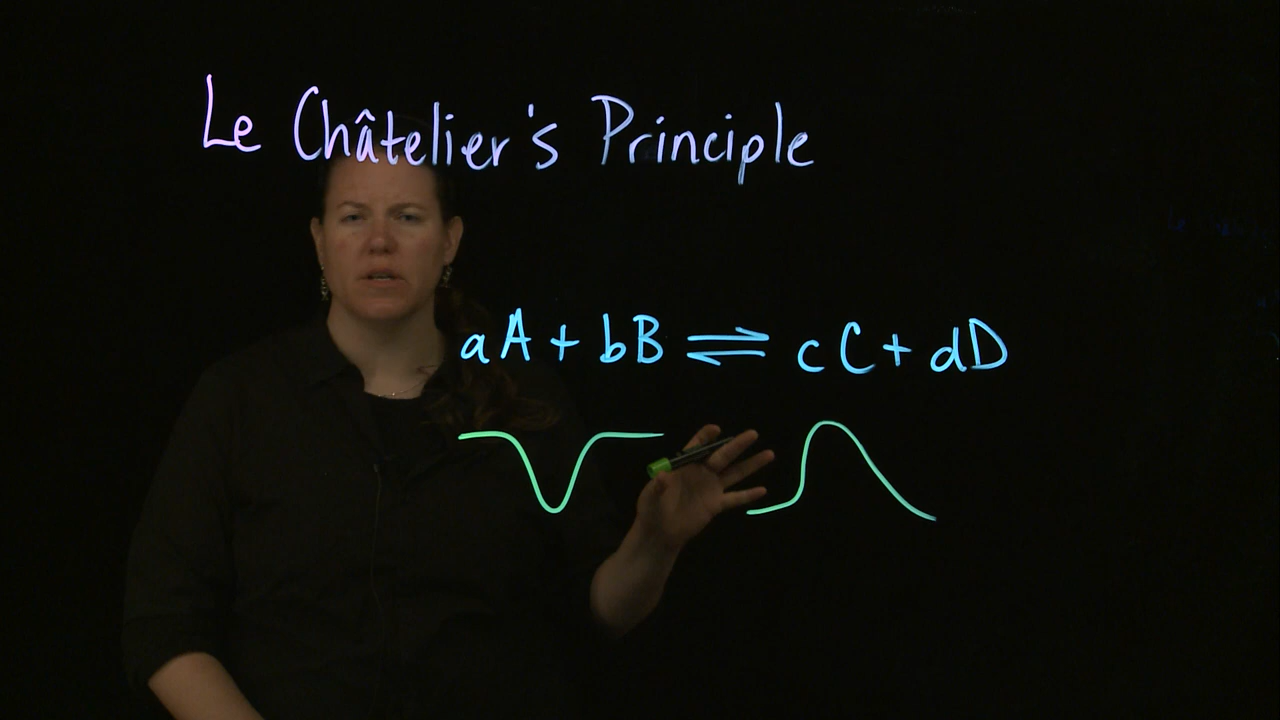 Le Châtelier's Principle
aA + bB ⇌ cC + dD